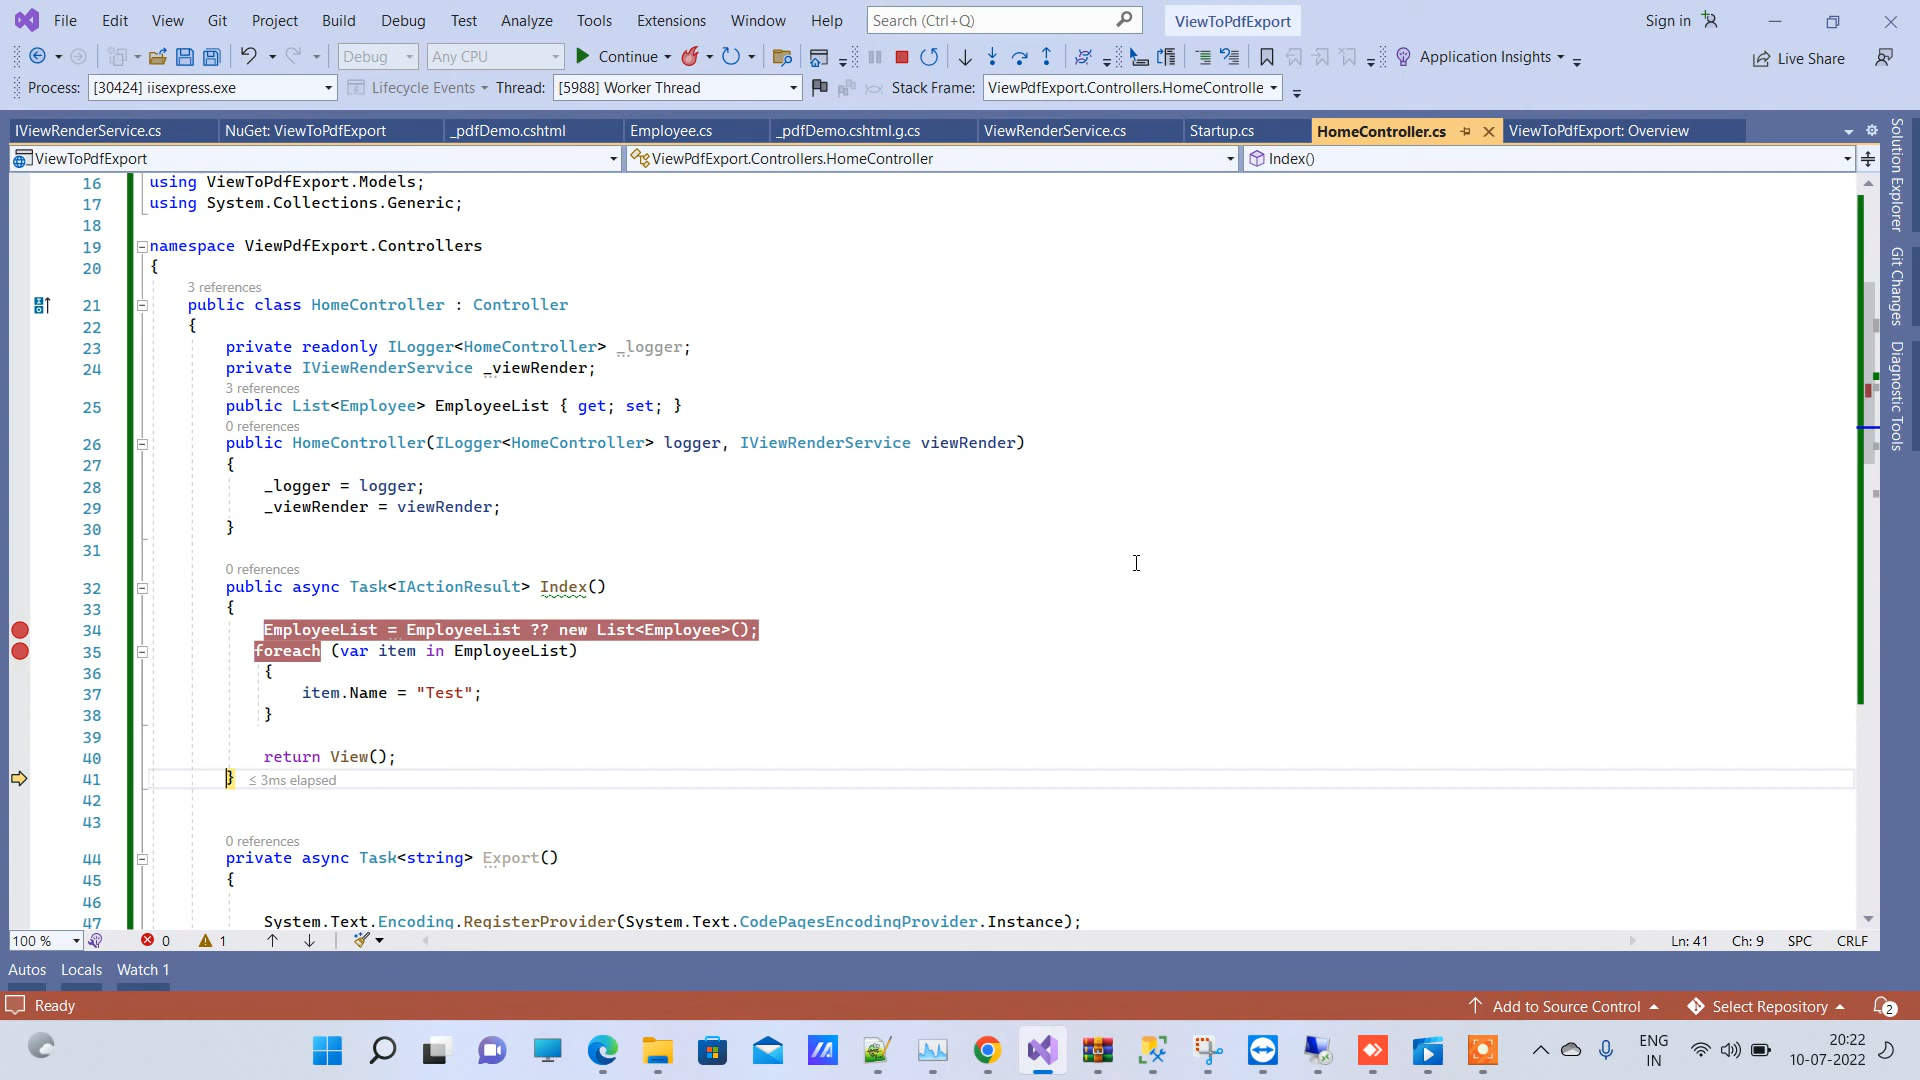 File Edit View Git Project Build Debug Test Analyze Tools Extensions Window Help Search (Ctrl+Q) ViewToPdfExport Sign in
Debug Any CPU Continue Application Insights Live Share
Process: [30424] iisexpress.exe Lifecycle Events Thread: [5988] Worker Thread Stack Frame: ViewPdfExport.Controllers.HomeControlle
IViewRenderService.cs NuGet: ViewToPdfExport _pdfDemo.cshtml Employee.cs _pdfDemo.cshtml.g.cs ViewRenderService.cs Startup.cs HomeController.cs ViewToPdfExport: Overview
ViewToPdfExport ViewPdfExport.Controllers.HomeController Index()
16 using ViewToPdfExport.Models;
17 using System.Collections.Generic;
18
19 namespace ViewPdfExport.Controllers
20 {
3 references
21 public class HomeController : Controller
22 {
23 private readonly ILogger<HomeController> _logger;
24 private IViewRenderService _viewRender;
3 references
25 public List<Employee> EmployeeList { get; set; }
0 references
26 public HomeController(ILogger<HomeController> logger, IViewRenderService viewRender)
27 {
28 _logger = logger;
29 _viewRender = viewRender;
30 }
31
0 references
32 public async Task<IActionResult> Index()
33 {
34 EmployeeList = EmployeeList ?? new List<Employee>();
35 foreach (var item in EmployeeList)
36 {
37 item.Name = "Test";
38 }
39
40 return View();
41 } ≤ 3ms elapsed
42
43
0 references
44 private async Task<string> Export()
45 {
46
47 System.Text.Encoding.RegisterProvider(System.Text.CodePagesEncodingProvider.Instance);
100 % 0 1 Ln: 41 Ch: 9 SPC CRLF
Autos Locals Watch 1
Ready Add to Source Control Select Repository 2
ENG
IN
20:22
10-07-2022
Solution Explorer
Git Changes
Diagnostic Tools